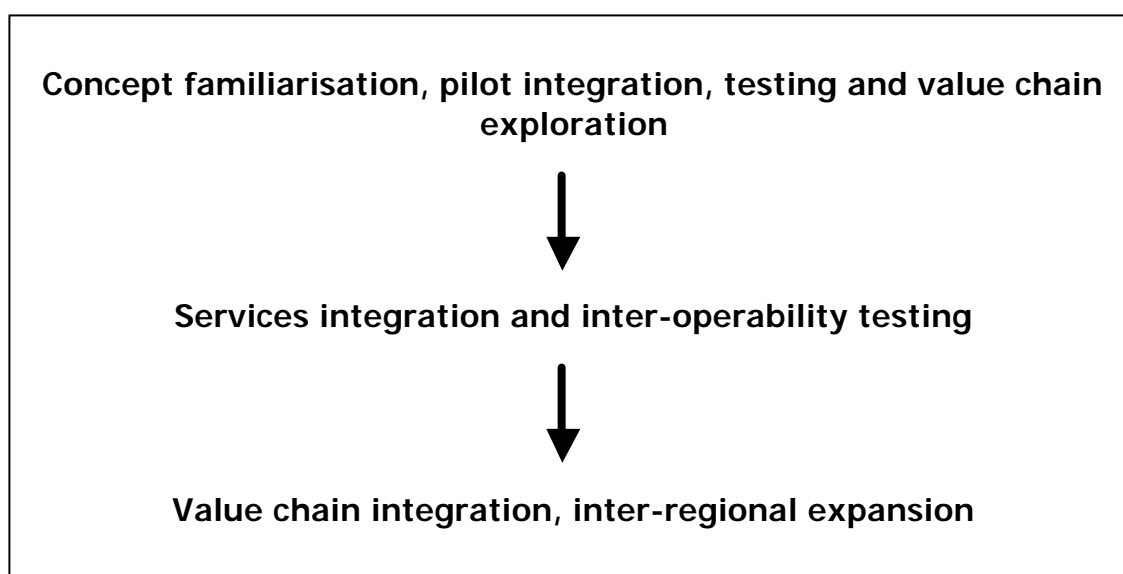 Concept familiarisation, pilot integration, testing and value chain
exploration
Services integration and inter-operability testing
Value chain integration, inter-regional expansion